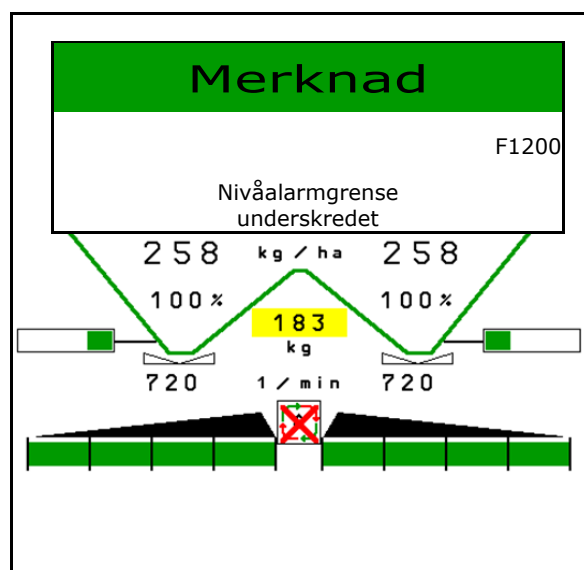 Merknad
F1200
Nivåalarmgrense
underskredet
258 kg/ha 258
100% 100%
183
kg
720 1/min 720